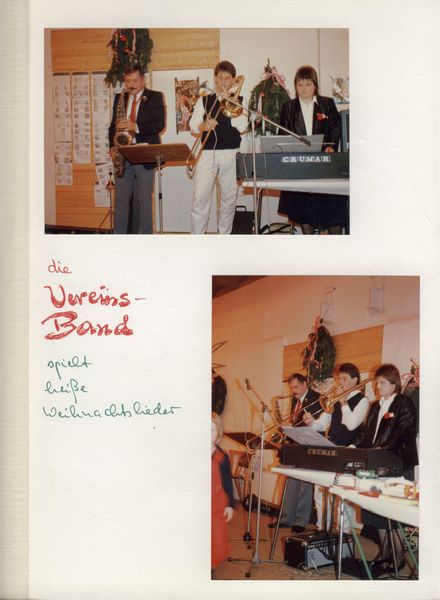 CRUMAR
die
Vereins-
Band
spielt
heiße
Weihnachtslieder
CRUMAR